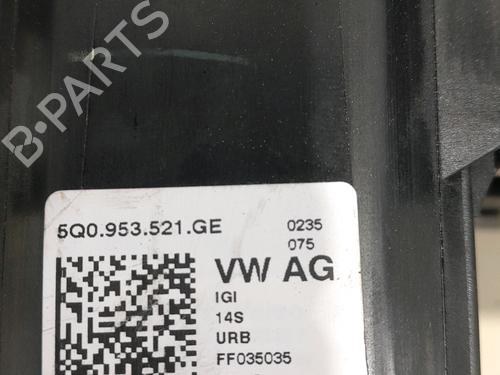 B-PARTS
5Q0.953.521.GE
0235
075
VW AG
IGI
14S
URB
FF035035